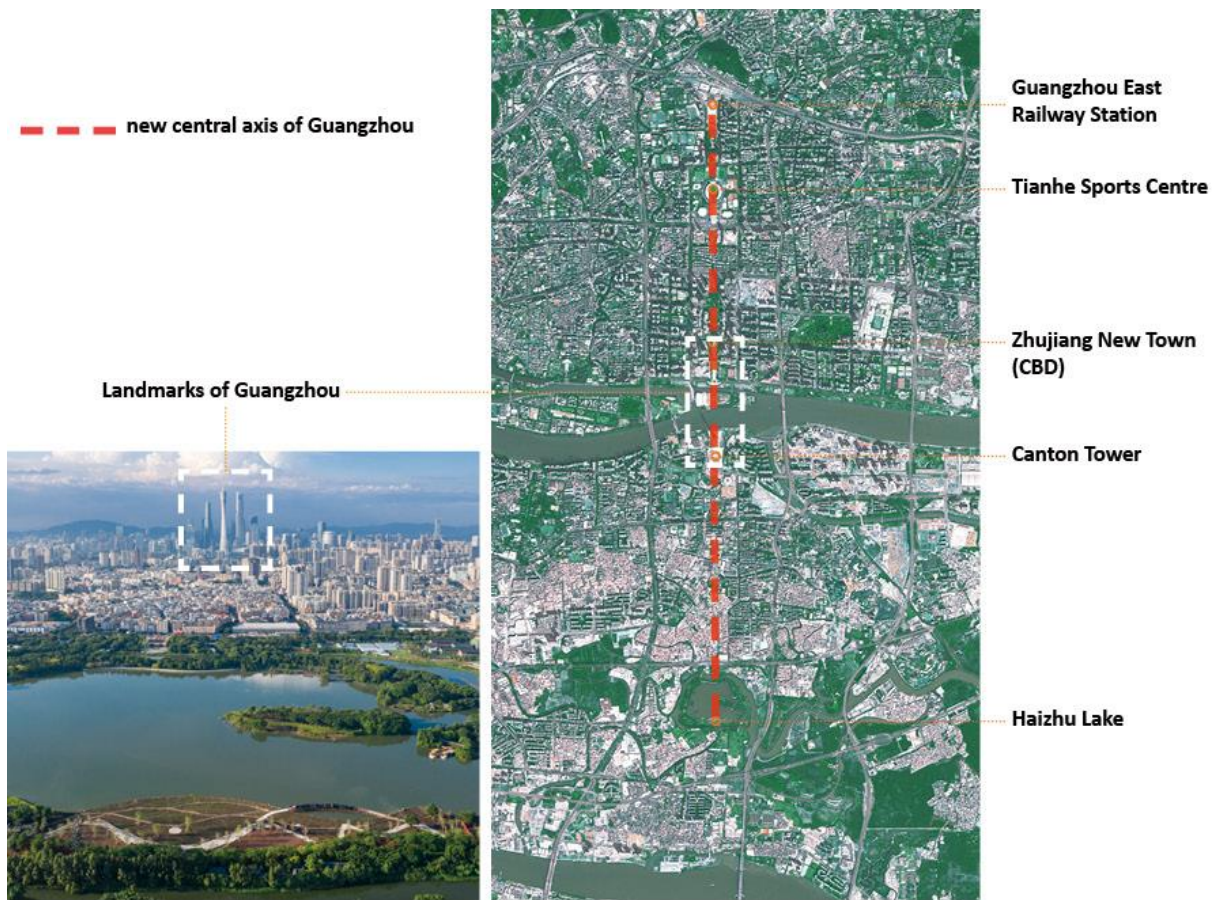 Guangzhou East
Railway Station
new central axis of Guangzhou
Tianhe Sports Centre
Zhujiang New Town
(CBD)
Landmarks of Guangzhou
Canton Tower
Haizhu Lake